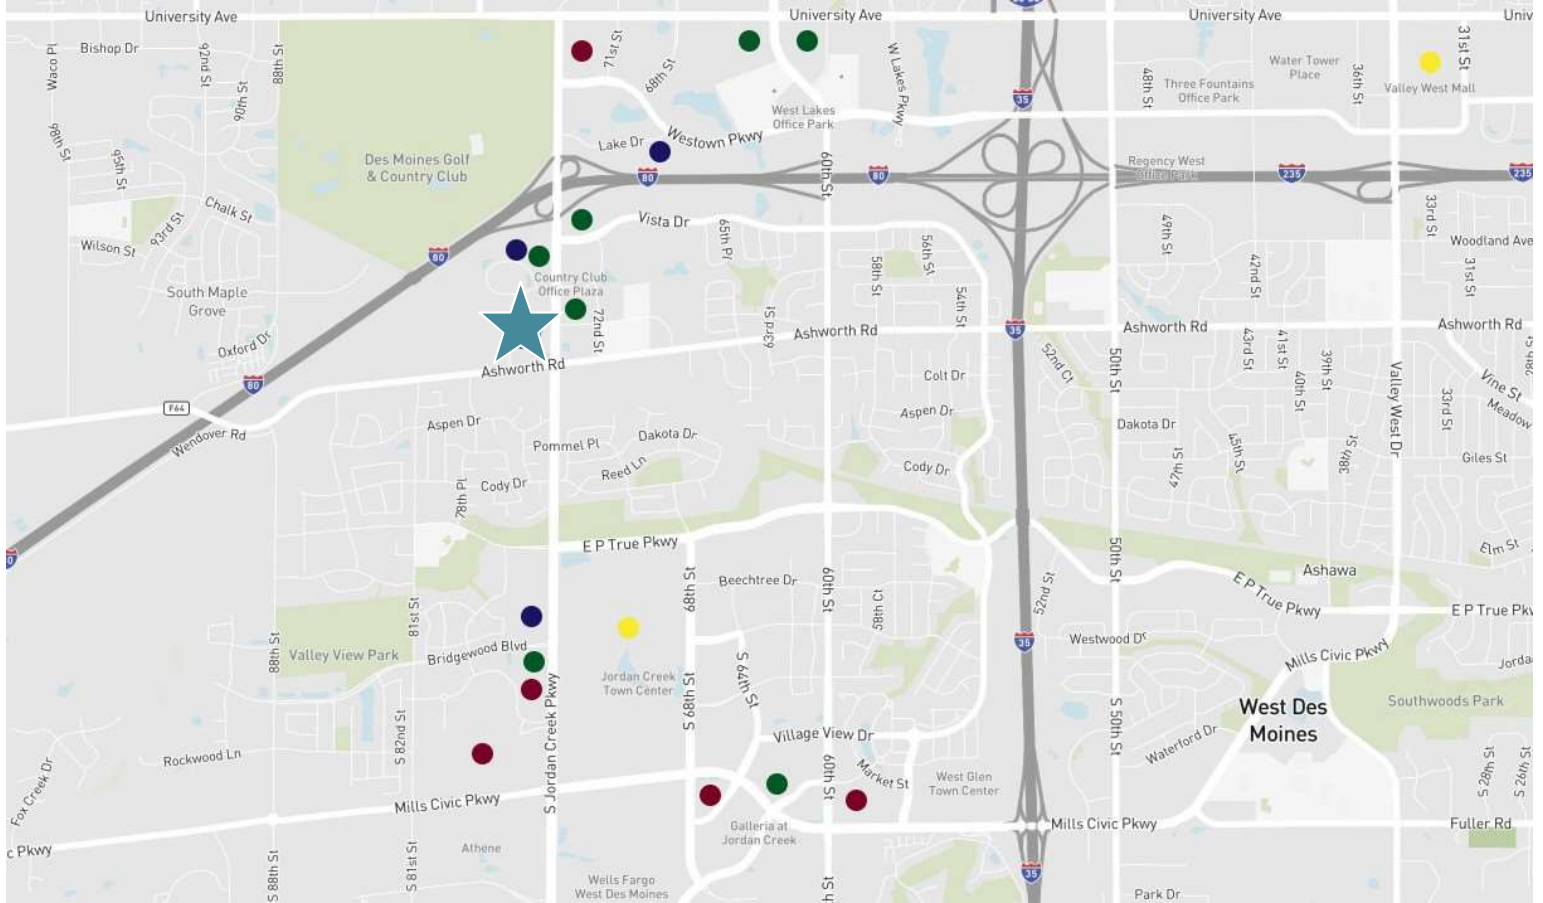 University Ave
University Ave
University Ave
Univ
Waco Pl
Bishop Dr
92nd St
90th St
88th St
71st St
68th St
W Lakes Pkwy
35
48th St
Three Fountains
Office Park
Water Tower
Place
36th St
31st St
Valley West Mall
West Lakes
Office Park
98th St
95th St
Des Moines Golf
& Country Club
Lake Dr
Westown Pkwy
80
60th St
80
Regency West
Office Park
235
235
Chalk St
93rd St
Wilson St
80
Vista Dr
65th Pl
56th St
58th St
54th St
49th St
42nd St
33rd St
Woodland Ave
31st St
South Maple
Grove
Country Club
Office Plaza
72nd St
63rd St
Ashworth Rd
35
Ashworth Rd
Ashworth Rd
Oxford Dr
80
Ashworth Rd
Colt Dr
52nd Ct
50th St
43rd St
41st St
40th St
39th St
Valley West Dr
Vine St
28th St
33rd St
Meadow
F64
Wendover Rd
Aspen Dr
Pommel Pl
Dakota Dr
Aspen Dr
Dakota Dr
Reed Ln
Cody Dr
78th Pl
Cody Dr
47th St
45th St
38th St
Giles St
E P True Pkwy
Beechtree Dr
68th St
60th St
58th Ct
52nd St
50th St
E P True Pkwy
Ashawa
Elm St
E P True Pkw
81st St
88th St
Valley View Park
Bridgewood Blvd
Jordan Creek
Town Center
S 64th St
S 68th St
35
Westwood Dr
Mills Civic Pkwy
Jorda
Southwoods Park
West Des
Moines
S 50th St
Waterford Dr
S Jordan Creek Pkwy
S 82nd St
Rockwood Ln
Fox Creek Dr
Village View Dr
60th St
Market St
West Glen
Town Center
S 28th St
S 26th St
Mills Civic Pkwy
Galleria at
Jordan Creek
Mills Civic Pkwy
Fuller Rd
c Pkwy
S 88th St
S 81st St
Athene
Wells Fargo
West Des Moines
h St
35
Park Dr